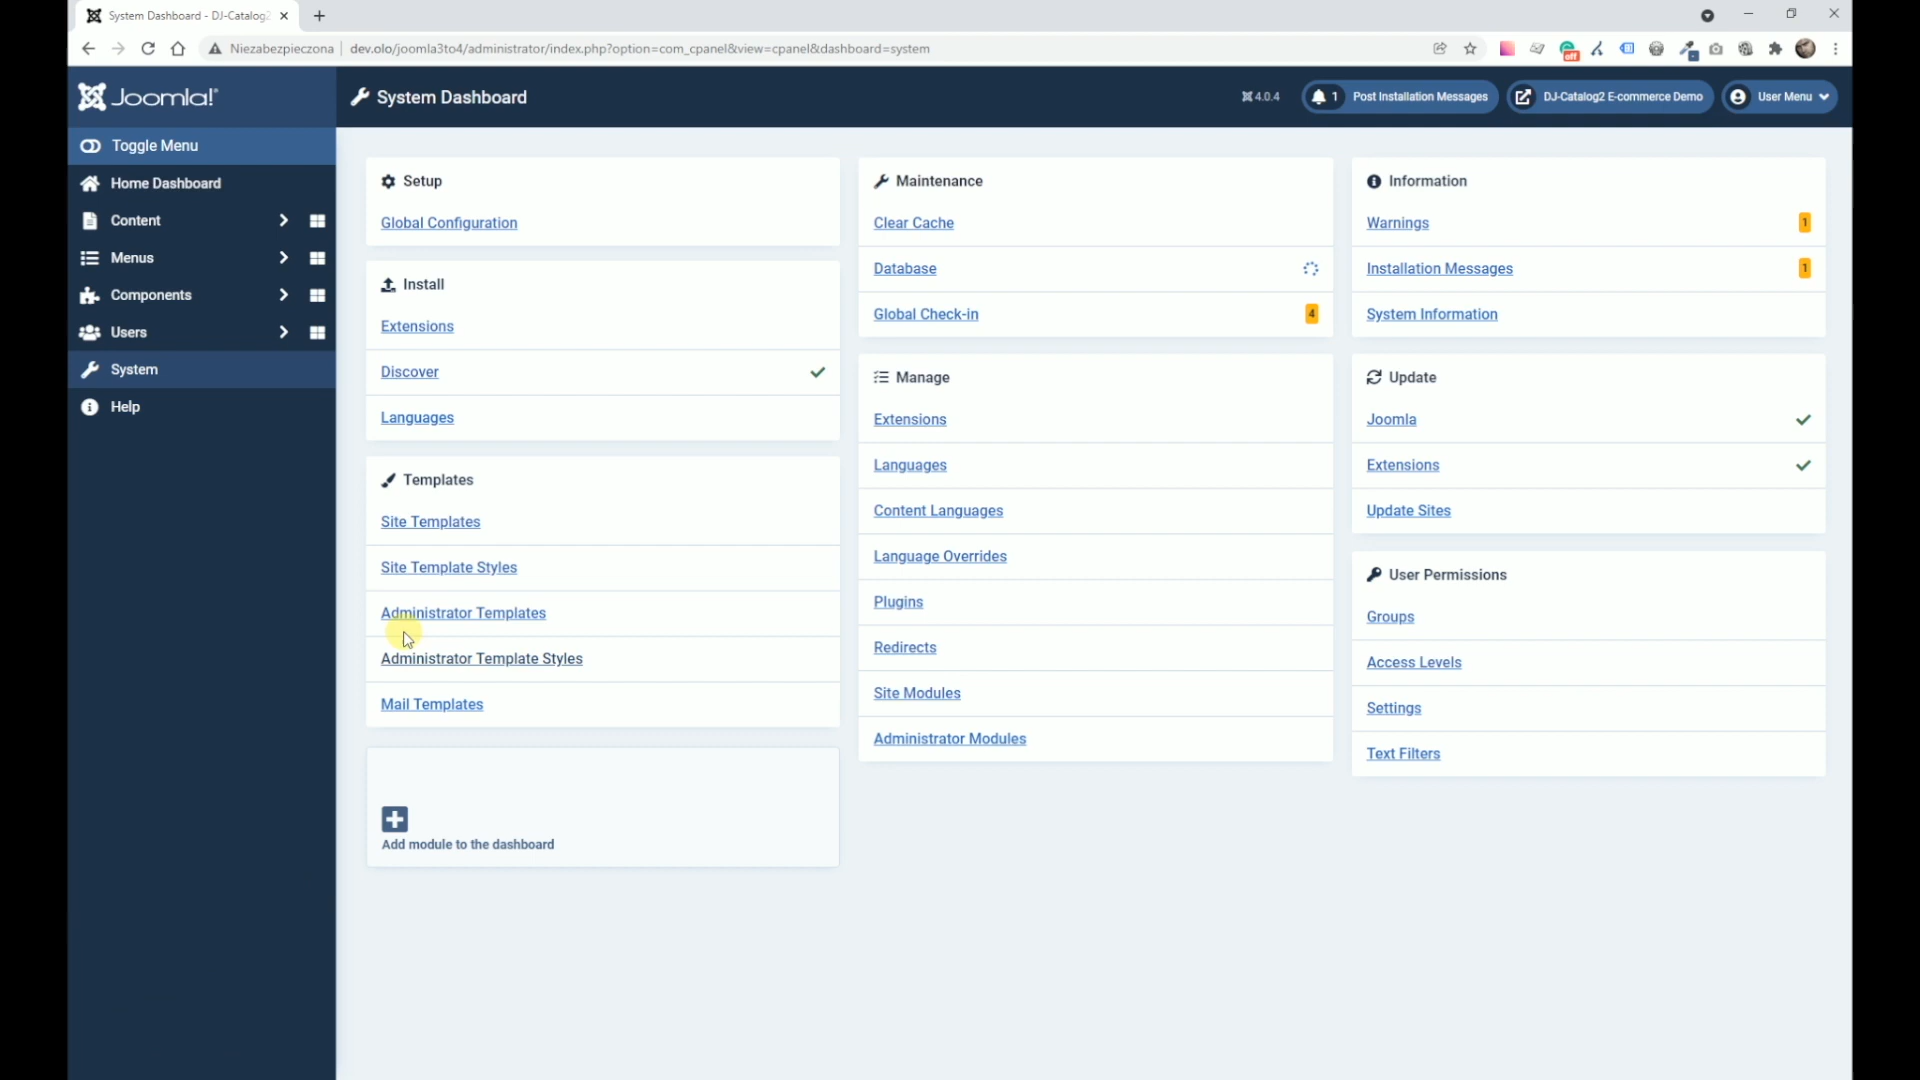 System Dashboard - DJ-Catalog2
Niezabezpieczona
dev.olo/joomla3to4/administrator/index.php?option=com_cpanel&view=cpanel&dashboard=system
off
Joomla!
System Dashboard
4.0.4
1 Post Installation Messages
DJ-Catalog2 E-commerce Demo
User Menu
Toggle Menu
Home Dashboard
Content
Menus
Components
Users
System
Help
Setup
Global Configuration
Install
Extensions
Discover
Languages
Templates
Site Templates
Site Template Styles
Administrator Templates
Administrator Template Styles
Mail Templates
Add module to the dashboard
Maintenance
Clear Cache
Database
Global Check-in 4
Manage
Extensions
Languages
Content Languages
Language Overrides
Plugins
Redirects
Site Modules
Administrator Modules
Information
Warnings 1
Installation Messages 1
System Information
Update
Joomla
Extensions
Update Sites
User Permissions
Groups
Access Levels
Settings
Text Filters